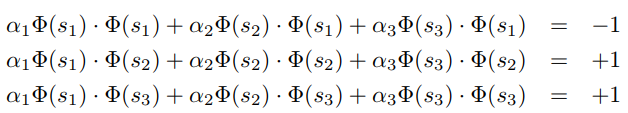 α₁Φ(s₁) · Φ(s₁) + α₂Φ(s₂) · Φ(s₁) + α₃Φ(s₃) · Φ(s₁) = −1
α₁Φ(s₁) · Φ(s₂) + α₂Φ(s₂) · Φ(s₂) + α₃Φ(s₃) · Φ(s₂) = +1
α₁Φ(s₁) · Φ(s₃) + α₂Φ(s₂) · Φ(s₃) + α₃Φ(s₃) · Φ(s₃) = +1